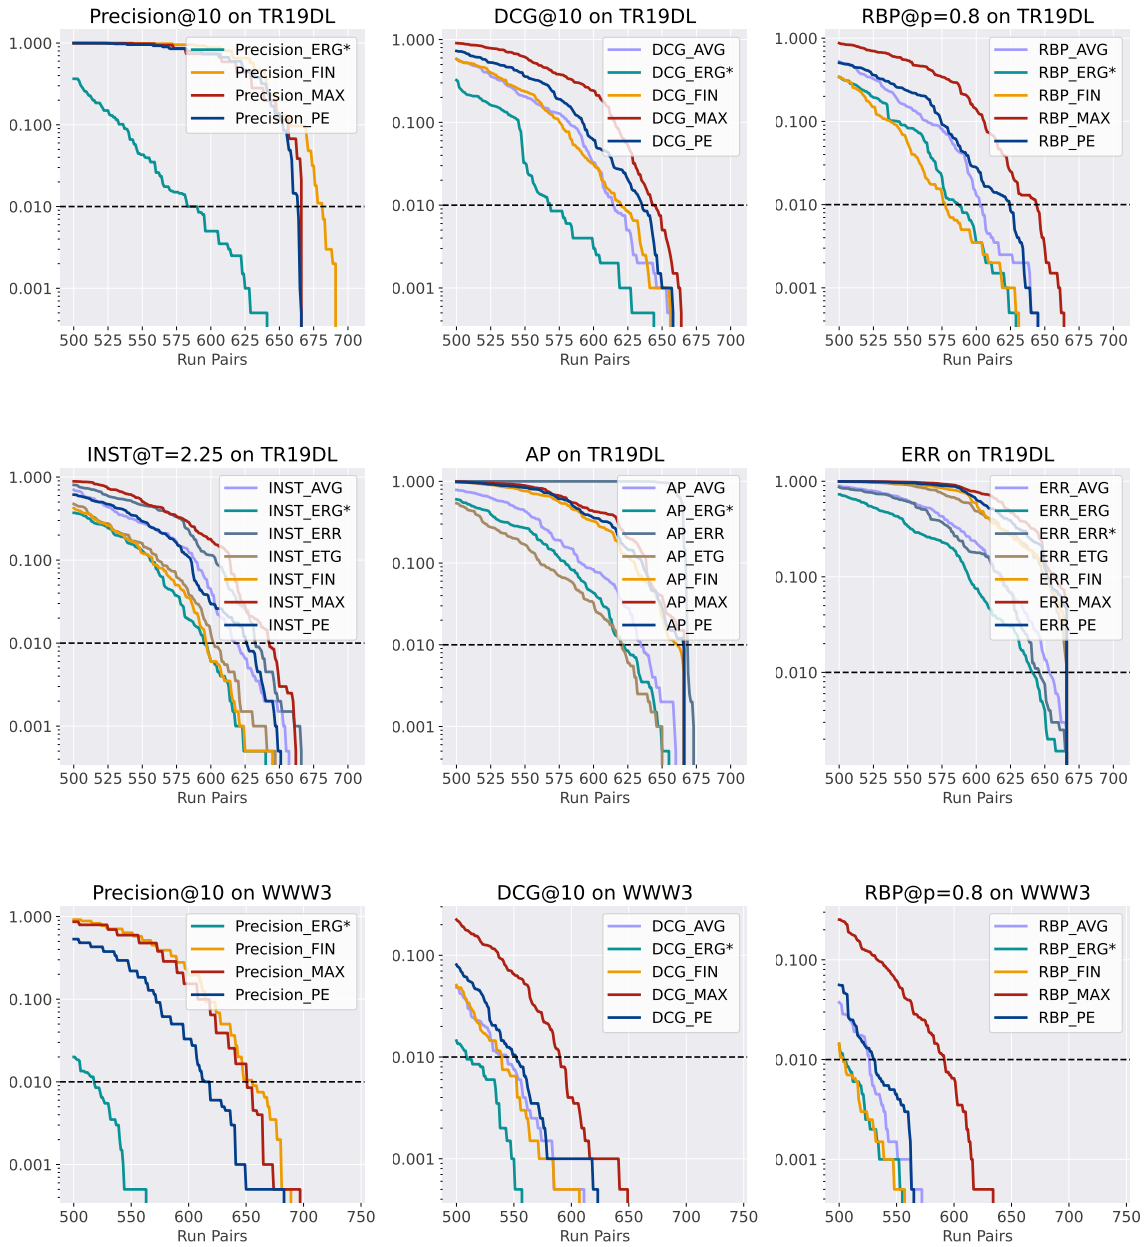 Precision@10 on TR19DL
1.000
0.100
0.010
0.001
Precision_ERG*
Precision_FIN
Precision_MAX
Precision_PE
500 525 550 575 600 625 650 675 700
Run Pairs
DCG@10 on TR19DL
1.000
0.100
0.010
0.001
DCG_AVG
DCG_ERG*
DCG_FIN
DCG_MAX
DCG_PE
500 525 550 575 600 625 650 675 700
Run Pairs
RBP@p=0.8 on TR19DL
1.000
0.100
0.010
0.001
RBP_AVG
RBP_ERG*
RBP_FIN
RBP_MAX
RBP_PE
500 525 550 575 600 625 650 675 700
Run Pairs
INST@T=2.25 on TR19DL
1.000
0.100
0.010
0.001
INST_AVG
INST_ERG*
INST_ERR
INST_ETG
INST_FIN
INST_MAX
INST_PE
500 525 550 575 600 625 650 675 700
Run Pairs
AP on TR19DL
1.000
0.100
0.010
0.001
AP_AVG
AP_ERG*
AP_ERR
AP_ETG
AP_FIN
AP_MAX
AP_PE
500 525 550 575 600 625 650 675 700
Run Pairs
ERR on TR19DL
1.000
0.100
0.010
ERR_AVG
ERR_ERG
ERR_ERR*
ERR_ETG
ERR_FIN
ERR_MAX
ERR_PE
500 525 550 575 600 625 650 675 700
Run Pairs
Precision@10 on WWW3
1.000
0.100
0.010
0.001
Precision_ERG*
Precision_FIN
Precision_MAX
Precision_PE
500 550 600 650 700 750
Run Pairs
DCG@10 on WWW3
0.100
0.010
0.001
DCG_AVG
DCG_ERG*
DCG_FIN
DCG_MAX
DCG_PE
500 550 600 650 700 750
Run Pairs
RBP@p=0.8 on WWW3
0.100
0.010
0.001
RBP_AVG
RBP_ERG*
RBP_FIN
RBP_MAX
RBP_PE
500 550 600 650 700 750
Run Pairs